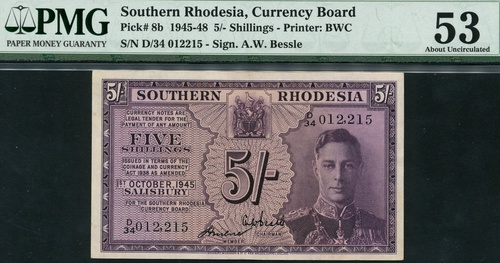 PMG
PAPER MONEY GUARANTY
Southern Rhodesia, Currency Board
Pick# 8b 1945-48 5/- Shillings - Printer: BWC
S/N D/34 012215 - Sign. A.W. Bessle
53
About Uncirculated
5/-
SOUTHERN RHODESIA
5/-
CURRENCY NOTES ARE
LEGAL TENDER FOR THE
PAYMENT OF ANY AMOUNT.
D/34 012,215
FIVE
SHILLINGS
5/-
ISSUED IN TERMS OF THE
COINAGE AND CURRENCY
ACT 1938 AS AMENDED.
1ST OCTOBER, 1945
SALISBURY
FOR THE SOUTHERN RHODESIA
CURRENCY BOARD.
D/34 012,215
MEMBER
CHAIRMAN